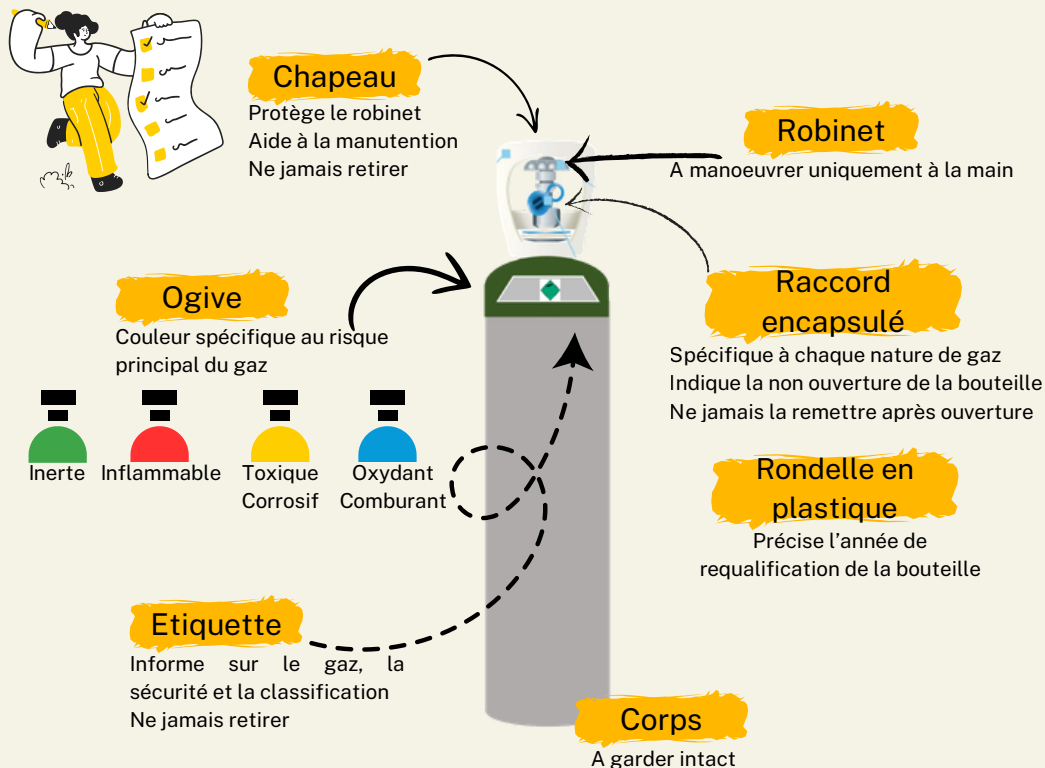 Chapeau
Protège le robinet
Aide à la manutention
Ne jamais retirer
Robinet
A manoeuvrer uniquement à la main
Ogive
Couleur spécifique au risque
principal du gaz
Inerte
Inflammable
Toxique
Corrosif
Oxydant
Comburant
Raccord
encapsulé
Spécifique à chaque nature de gaz
Indique la non ouverture de la bouteille
Ne jamais la remettre après ouverture
Rondelle en
plastique
Précise l’année de
requalification de la bouteille
Etiquette
Informe sur le gaz, la
sécurité et la classification
Ne jamais retirer
Corps
A garder intact